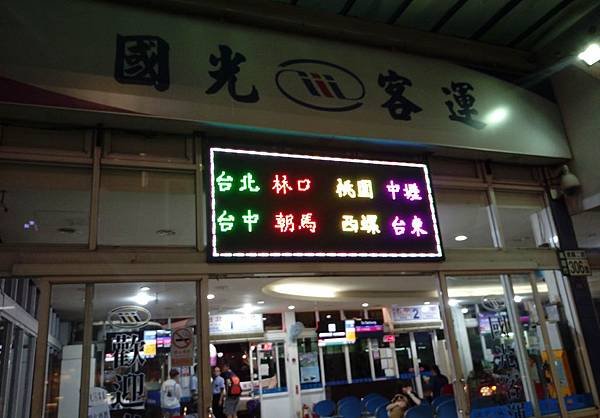 國光客運
台北 林口 桃園 中壢
台中 朝馬 西螺 台東
306
歡迎